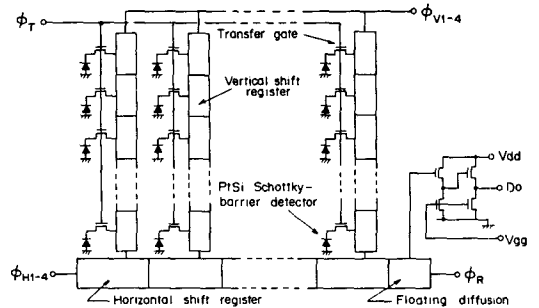 ϕV1-4
ϕT
Transfer gate
Vertical shift
register
PtSi Schottky-
barrier detector
Vdd
Do
Vgg
ϕH1-4
ϕR
Horizontal shift register
Floating diffusion